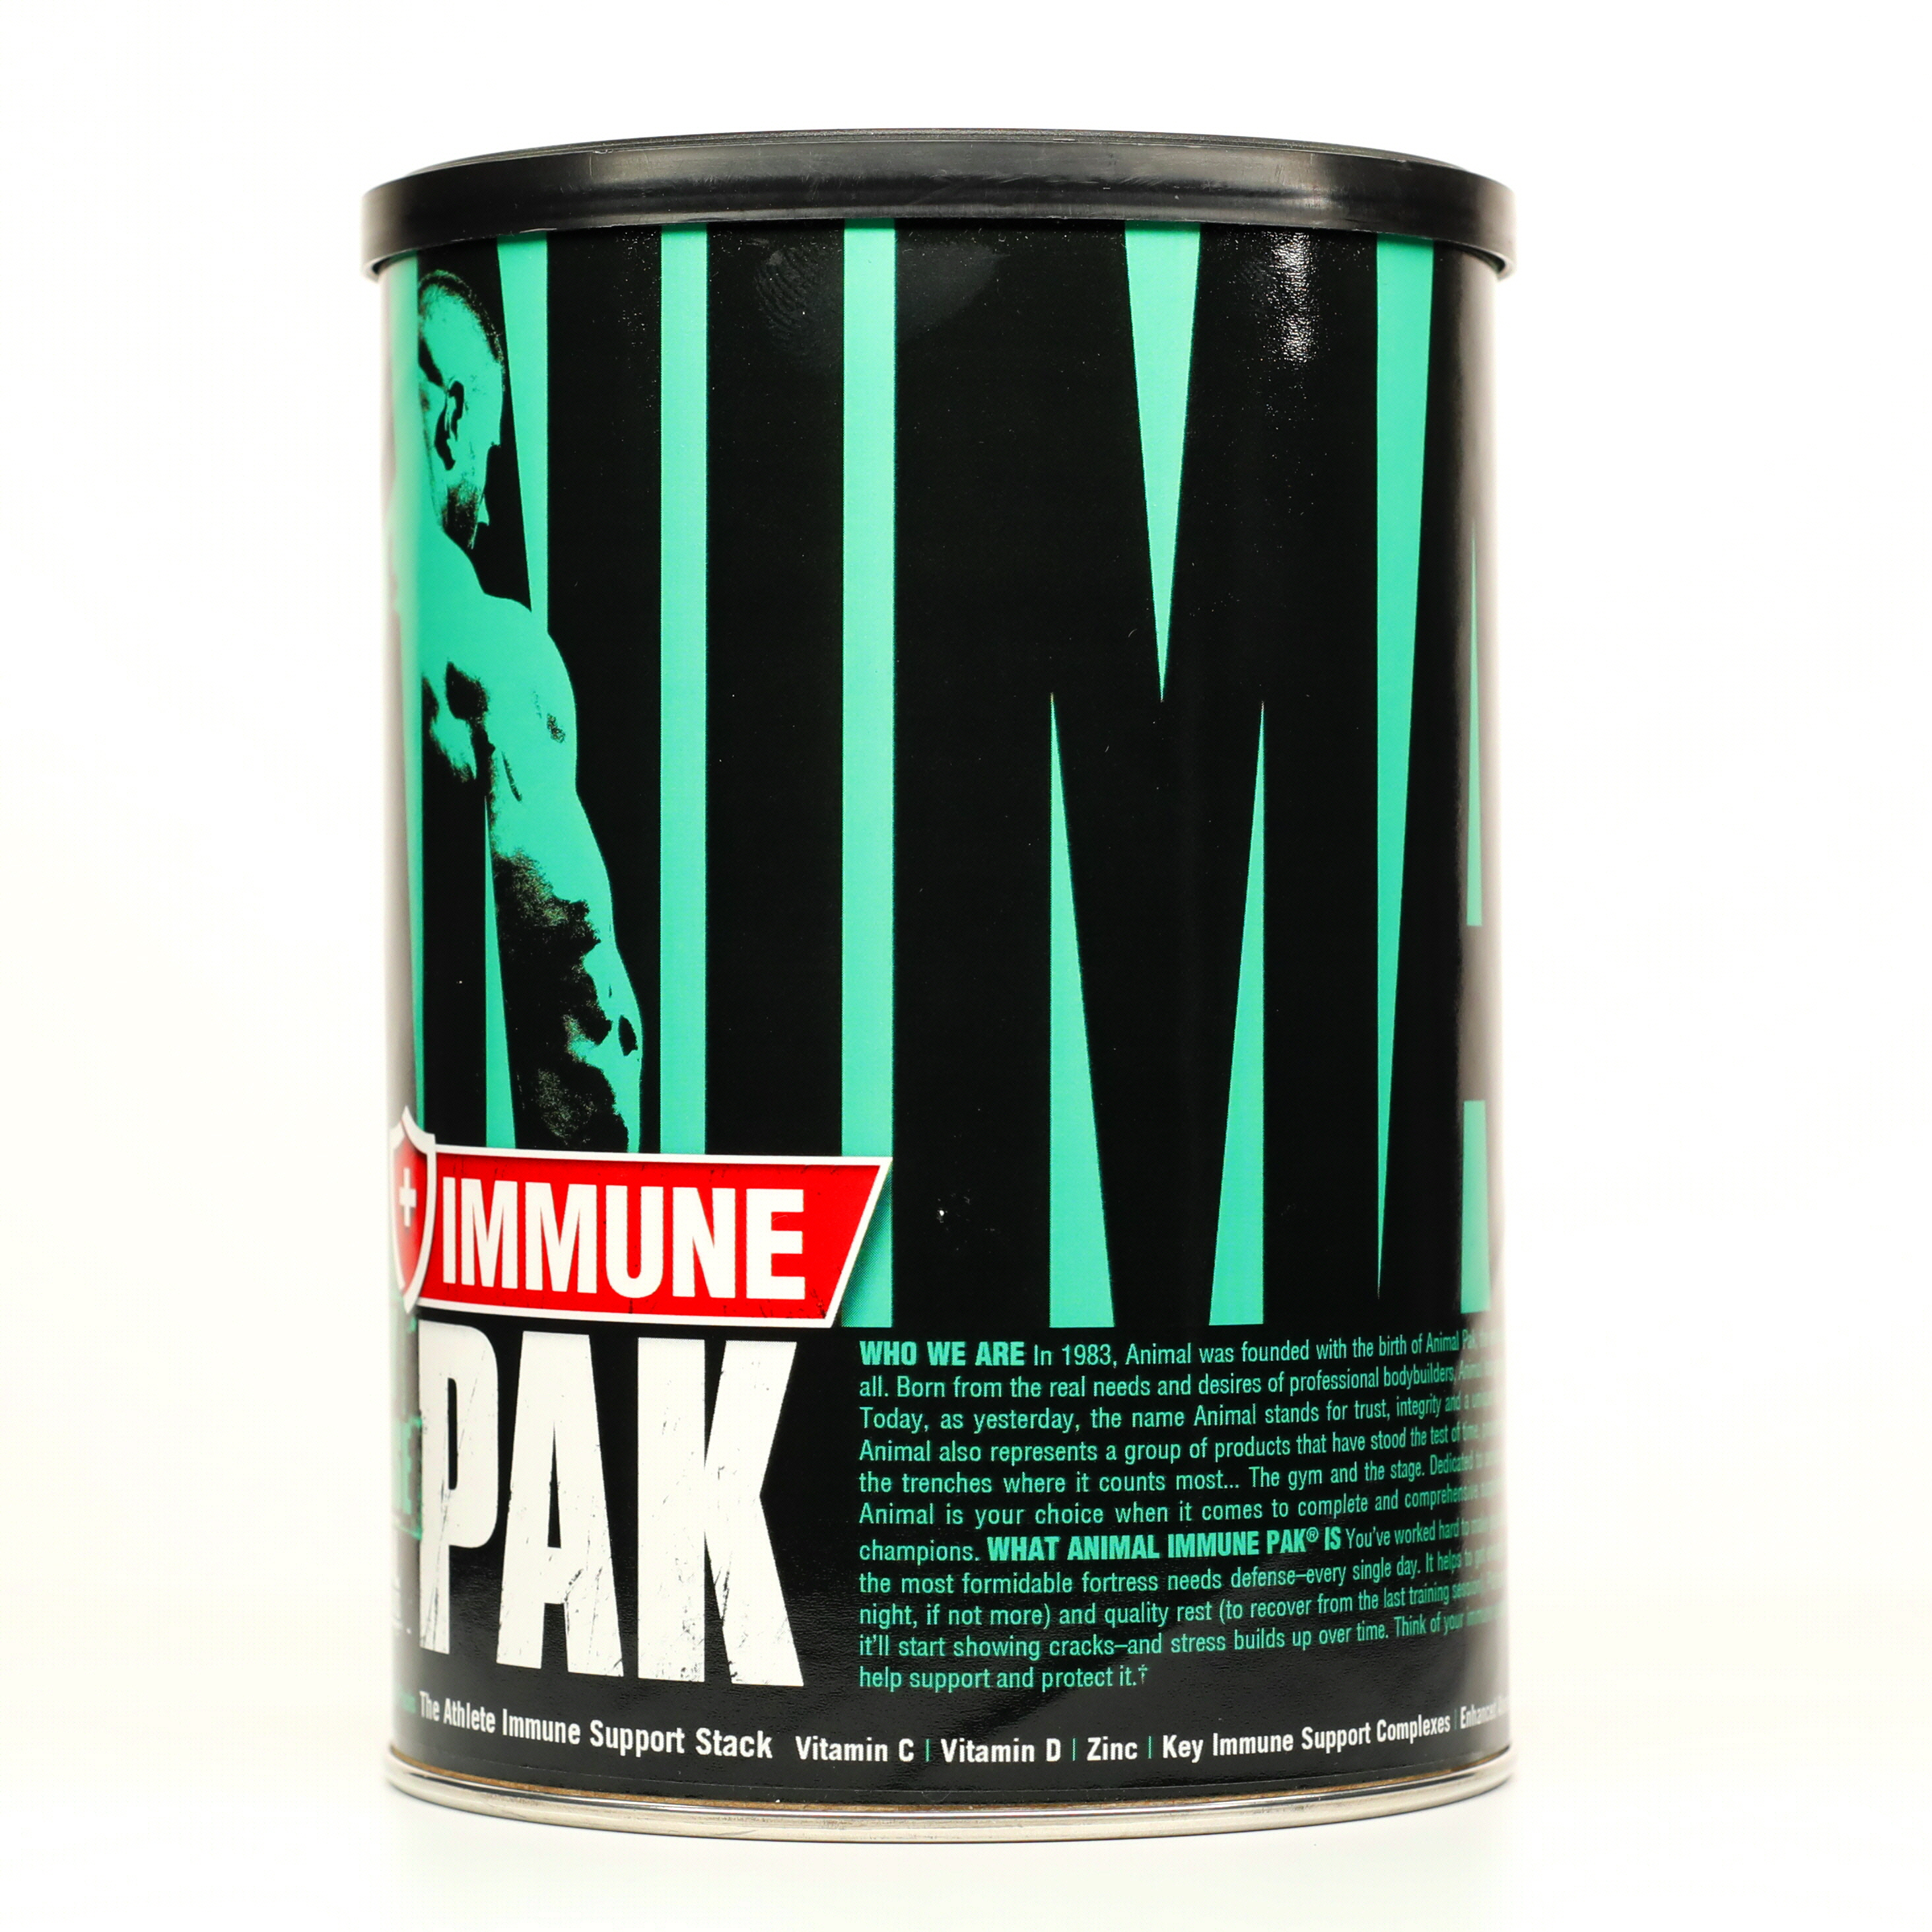 NIMA
IMMUNE
PAK
WHO WE ARE In 1983, Animal was founded with the birth of Animal Pak,
all. Born from the real needs and desires of professional bodybuilders, Animal
Today, as yesterday, the name Animal stands for trust, integrity and a
Animal also represents a group of products that have stood the test of time,
the trenches where it counts most... The gym and the stage. Dedicated to
Animal is your choice when it comes to complete and comprehensive
champions. WHAT ANIMAL IMMUNE PAK® IS You've worked hard to
the most formidable fortress needs defense–every single day. It helps to
night, if not more) and quality rest (to recover from the last training session.
it'll start showing cracks–and stress builds up over time. Think of your
help support and protect it.†
The Athlete Immune Support Stack Vitamin C | Vitamin D | Zinc | Key Immune Support Complexes | Enhanced